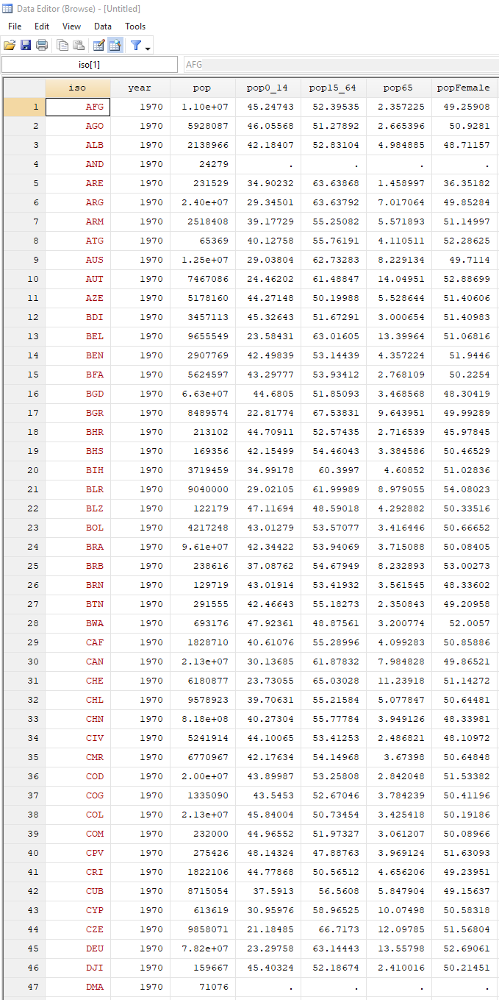 Data Editor (Browse) - [Untitled]
File Edit View Data Tools
iso[1] AFG
iso year pop pop0_14 pop15_64 pop65 popFemale
1 AFG 1970 1.10e+07 45.24743 52.39535 2.357225 49.25908
2 AGO 1970 5928087 46.05568 51.27892 2.665396 50.9281
3 ALB 1970 2138966 42.18407 52.83104 4.984885 48.71157
4 AND 1970 24279 . . . .
5 ARE 1970 231529 34.90232 63.63868 1.458997 36.35182
6 ARG 1970 2.40e+07 29.34501 63.63792 7.017064 49.85284
7 ARM 1970 2518408 39.17729 55.25082 5.571893 51.14997
8 ATG 1970 65369 40.12758 55.76191 4.110511 52.28625
9 AUS 1970 1.25e+07 29.03804 62.73283 8.229134 49.7114
10 AUT 1970 7467086 24.46202 61.48847 14.04951 52.88699
11 AZE 1970 5178160 44.27148 50.19988 5.528644 51.40606
12 BDI 1970 3457113 45.32643 51.67291 3.000654 51.40983
13 BEL 1970 9655549 23.58431 63.01605 13.39964 51.06816
14 BEN 1970 2907769 42.49839 53.14439 4.357224 51.9446
15 BFA 1970 5624597 43.29777 53.93412 2.768109 50.2254
16 BGD 1970 6.63e+07 44.6805 51.85093 3.468568 48.30419
17 BGR 1970 8489574 22.81774 67.53831 9.643951 49.99289
18 BHR 1970 213102 44.70911 52.57435 2.716539 45.97845
19 BHS 1970 169356 42.15499 54.46043 3.384586 50.46529
20 BIH 1970 3719459 34.99178 60.3997 4.60852 51.02836
21 BLR 1970 9040000 29.02105 61.99989 8.979055 54.08023
22 BLZ 1970 122179 47.11694 48.59018 4.292882 50.33516
23 BOL 1970 4217248 43.01279 53.57077 3.416446 50.66652
24 BRA 1970 9.61e+07 42.34422 53.94069 3.715088 50.08405
25 BRB 1970 238616 37.08762 54.67949 8.232893 53.00273
26 BRN 1970 129719 43.01914 53.41932 3.561545 48.33602
27 BTN 1970 291555 42.46643 55.18273 2.350843 49.20958
28 BWA 1970 693176 47.92361 48.87561 3.200774 52.0057
29 CAF 1970 1828710 40.61076 55.28996 4.099283 50.85886
30 CAN 1970 2.13e+07 30.13685 61.87832 7.984828 49.86521
31 CHE 1970 6180877 23.73055 65.03028 11.23918 51.14272
32 CHL 1970 9578923 39.70631 55.21584 5.077847 50.64481
33 CHN 1970 8.18e+08 40.27304 55.77784 3.949126 48.33981
34 CIV 1970 5241914 44.10065 53.41253 2.486821 48.10972
35 CMR 1970 6770967 42.17634 54.14968 3.67398 50.64848
36 COD 1970 2.00e+07 43.89987 53.25808 2.842048 51.53382
37 COG 1970 1335090 43.5453 52.67046 3.784239 50.41196
38 COL 1970 2.13e+07 45.84004 50.73454 3.425418 50.19186
39 COM 1970 232000 44.96552 51.97327 3.061207 50.08966
40 CPV 1970 275426 48.14324 47.88763 3.969124 51.63093
41 CRI 1970 1822106 44.77868 50.56512 4.656206 49.23951
42 CUB 1970 8715054 37.5913 56.5608 5.847904 49.15637
43 CYP 1970 613619 30.95976 58.96525 10.07498 50.58318
44 CZE 1970 9858071 21.18485 66.7173 12.09785 51.56804
45 DEU 1970 7.82e+07 23.29758 63.14443 13.55798 52.69061
46 DJI 1970 159667 45.40324 52.18674 2.410016 50.21451
47 DMA 1970 71076 . . . .